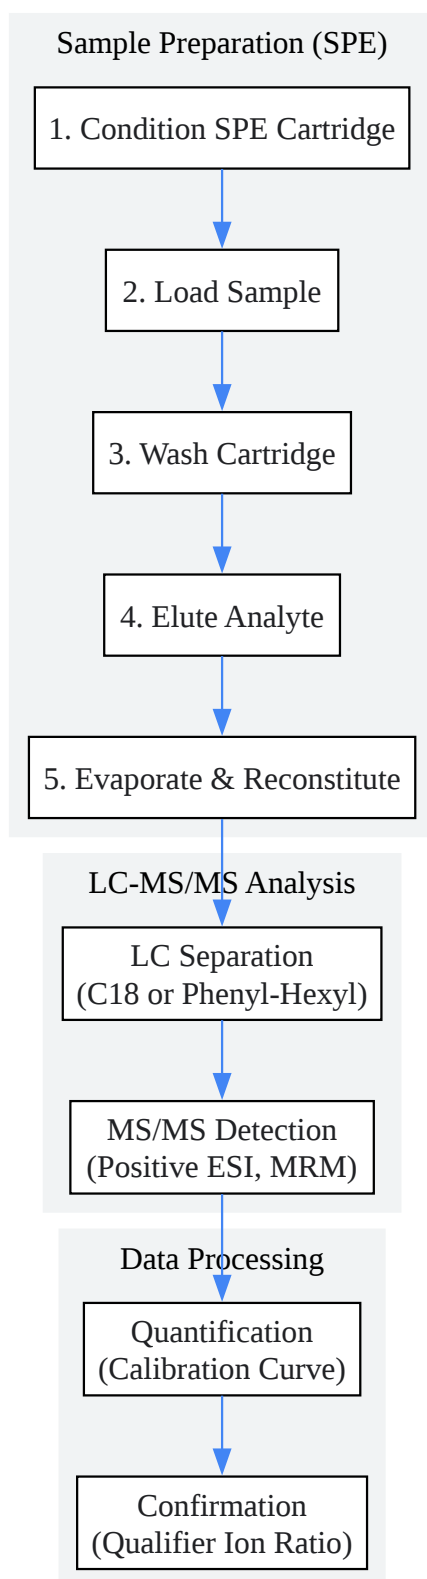 Sample Preparation (SPE)
1. Condition SPE Cartridge
2. Load Sample
3. Wash Cartridge
4. Elute Analyte
5. Evaporate & Reconstitute
LC-MS/MS Analysis
LC Separation
(C18 or Phenyl-Hexyl)
MS/MS Detection
(Positive ESI, MRM)
Data Processing
Quantification
(Calibration Curve)
Confirmation
(Qualifier Ion Ratio)